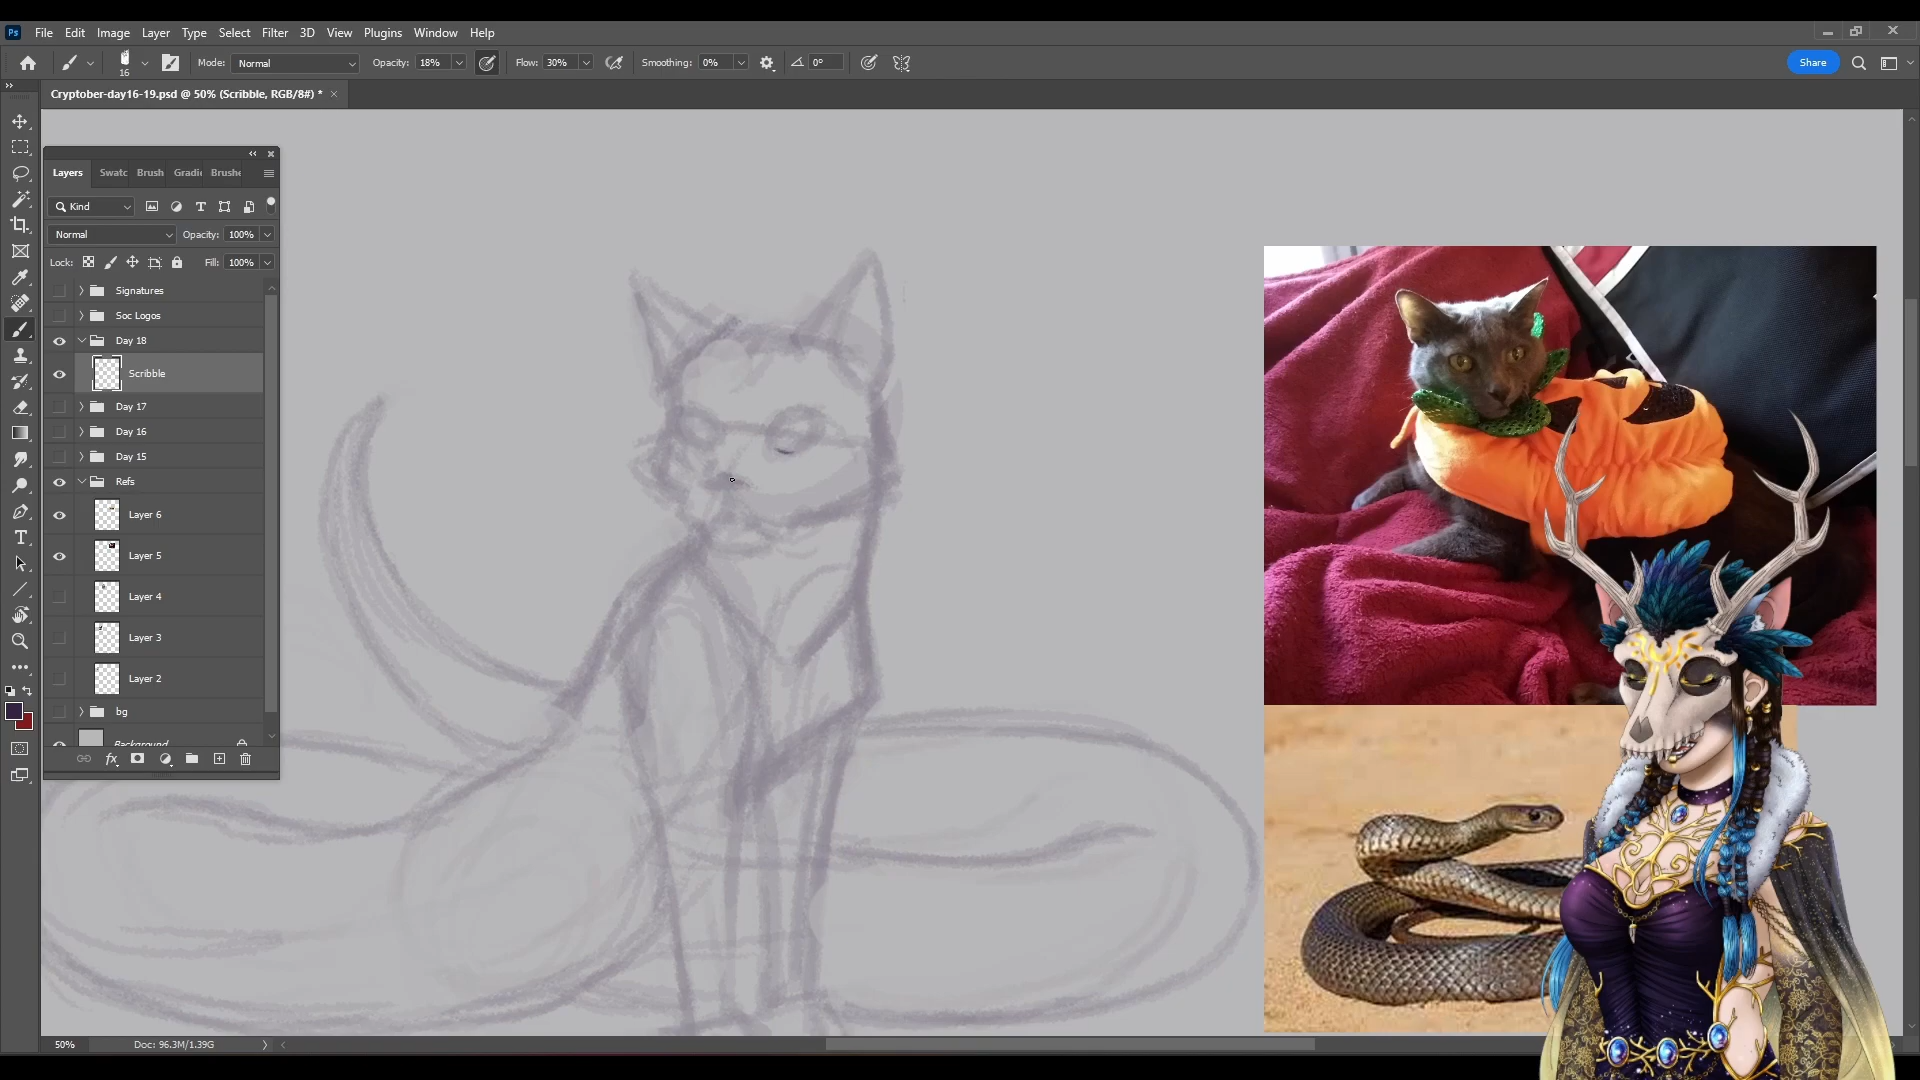 Ps File Edit Image Layer Type Select Filter 3D View Plugins Window Help
16 Mode: Normal Opacity: 18% Flow: 30% Smoothing: 0% 0° Share
Cryptober-day16-19.psd @ 50% (Scribble, RGB/8#) *
Layers Swatc Brush Gradi Brushe
Kind
Normal Opacity: 100%
Lock: Fill: 100%
Signatures
Soc Logos
Day 18
Scribble
Day 17
Day 16
Day 15
Refs
Layer 6
Layer 5
Layer 4
Layer 3
Layer 2
bg
Background
fx
50% Doc: 96.3M/1.39G